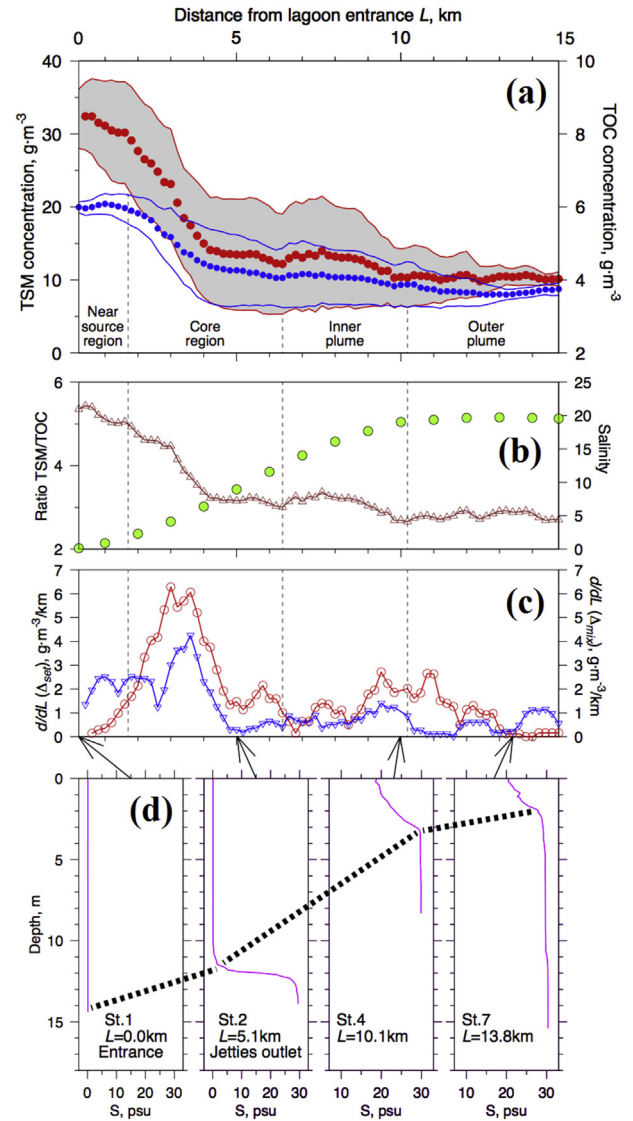 Distance from lagoon entrance L, km
0 5 10 15
40 10
30 8
20 6
10 4
0 2
TSM concentration, g·m-3
TOC concentration, g·m-3
(a)
Near
source
region
Core
region
Inner
plume
Outer
plume
6 25
20
4 15
10
5
2 0
Ratio TSM/TOC
Salinity
(b)
7 7
6 6
5 5
4 4
3 3
2 2
1 1
0 0
d/dL (Δset), g·m-3/km
d/dL (Δmix), g·m-3/km
(c)
0
5
10
15
Depth, m
(d)
St.1
L=0.0km
Entrance
St.2
L=5.1km
Jetties outlet
St.4
L=10.1km
St.7
L=13.8km
0 10 20 30 0 10 20 30 10 20 30 10 20 30
S, psu S, psu S, psu S, psu